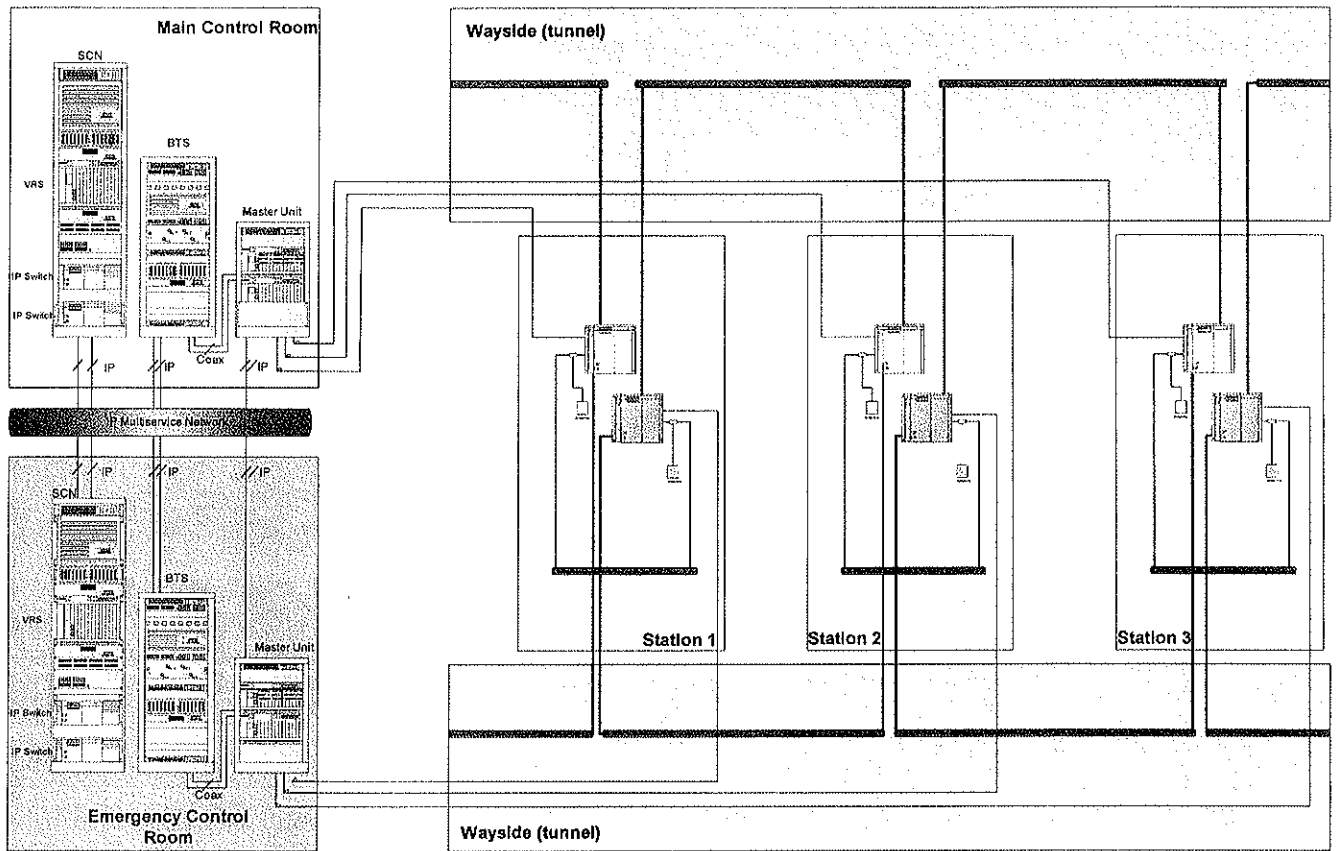 Main Control Room
SCN
BTS
VRS
Master Unit
IP Switch
IP Switch
Coax
IP
IP
IP
IP Multiservice Network
IP
IP
IP
SCN
BTS
VRS
Master Unit
IP Switch
IP Switch
Coax
Emergency Control
Room
Wayside (tunnel)
Station 1
Station 2
Station 3
Wayside (tunnel)